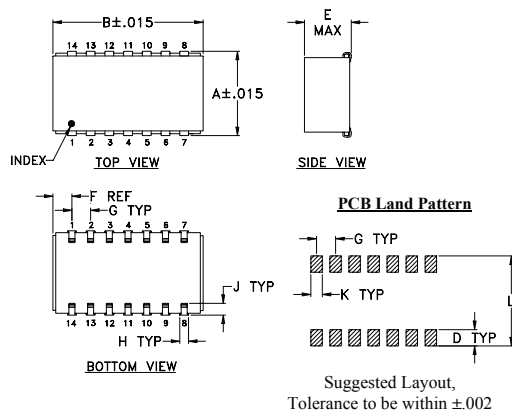 B±.015
E
MAX
14 13 12 11 10 9 8
A±.015
INDEX
1 2 3 4 5 6 7
TOP VIEW
SIDE VIEW
F REF
G TYP
1 2 3 4 5 6 7
J TYP
14 13 12 11 10 9 8
H TYP
BOTTOM VIEW
PCB Land Pattern
G TYP
K TYP
L
D TYP
Suggested Layout,
Tolerance to be within ±.002